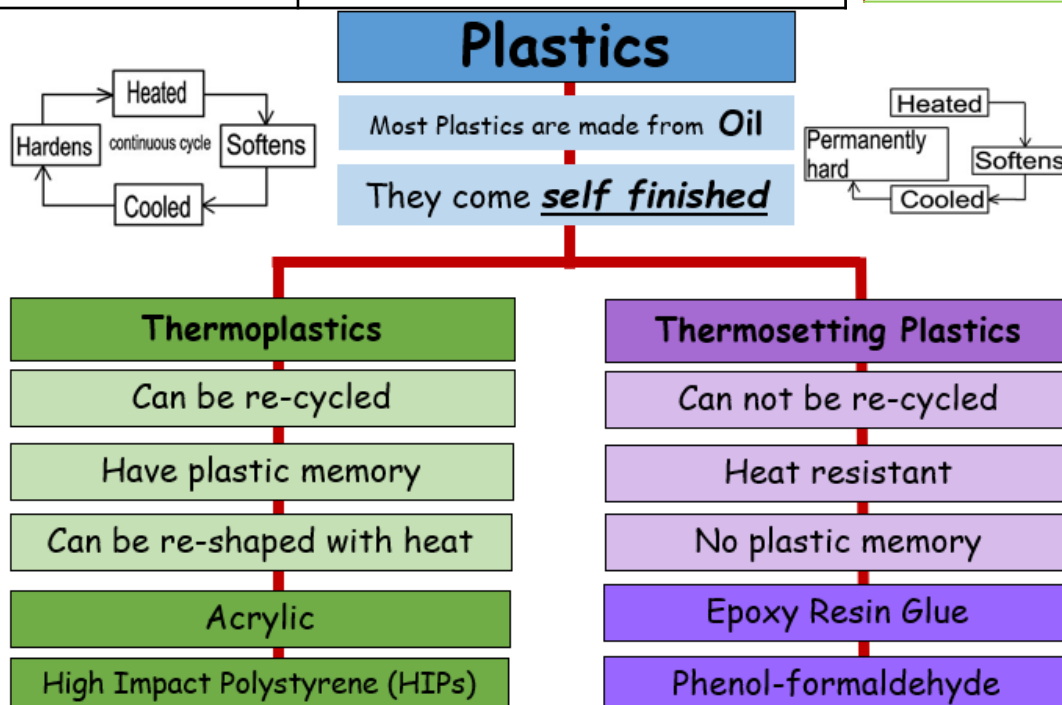 Plastics
Most Plastics are made from Oil
They come self finished
Heated
Hardens
continuous cycle
Softens
Cooled
Heated
Permanently
hard
Softens
Cooled
Thermoplastics
Can be re-cycled
Have plastic memory
Can be re-shaped with heat
Acrylic
High Impact Polystyrene (HIPs)
Thermosetting Plastics
Can not be re-cycled
Heat resistant
No plastic memory
Epoxy Resin Glue
Phenol-formaldehyde